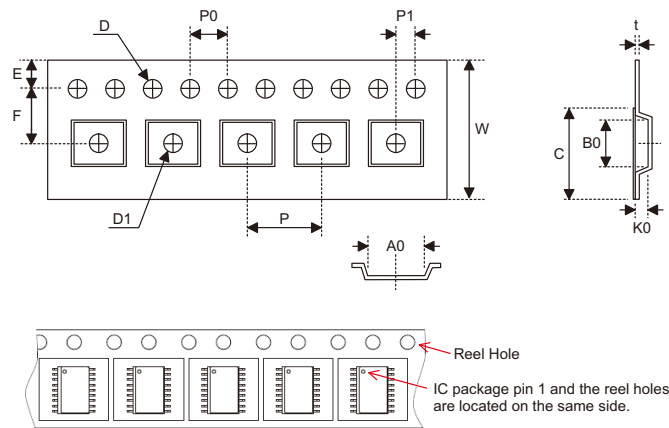 D
P0
P1
t
E
F
W
C
B0
D1
P
K0
A0
Reel Hole
IC package pin 1 and the reel holes
are located on the same side.